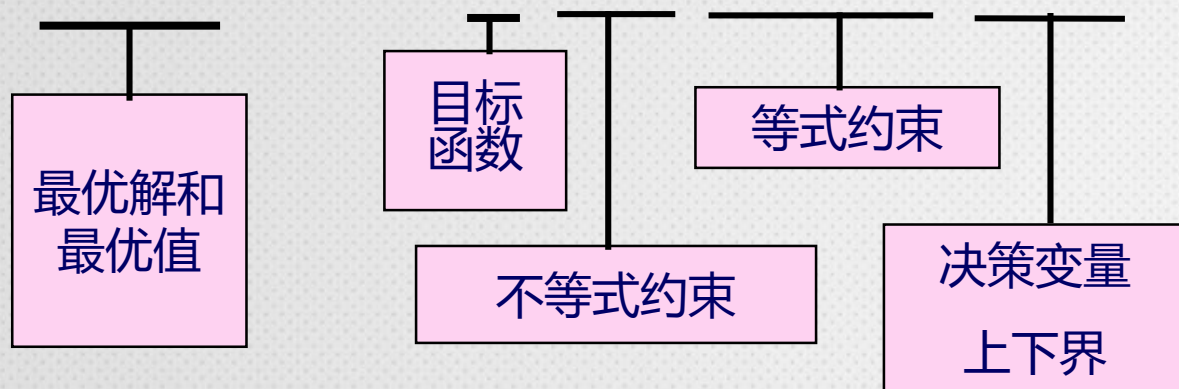 目标
函数
等式约束
最优解和
最优值
不等式约束
决策变量
上下界